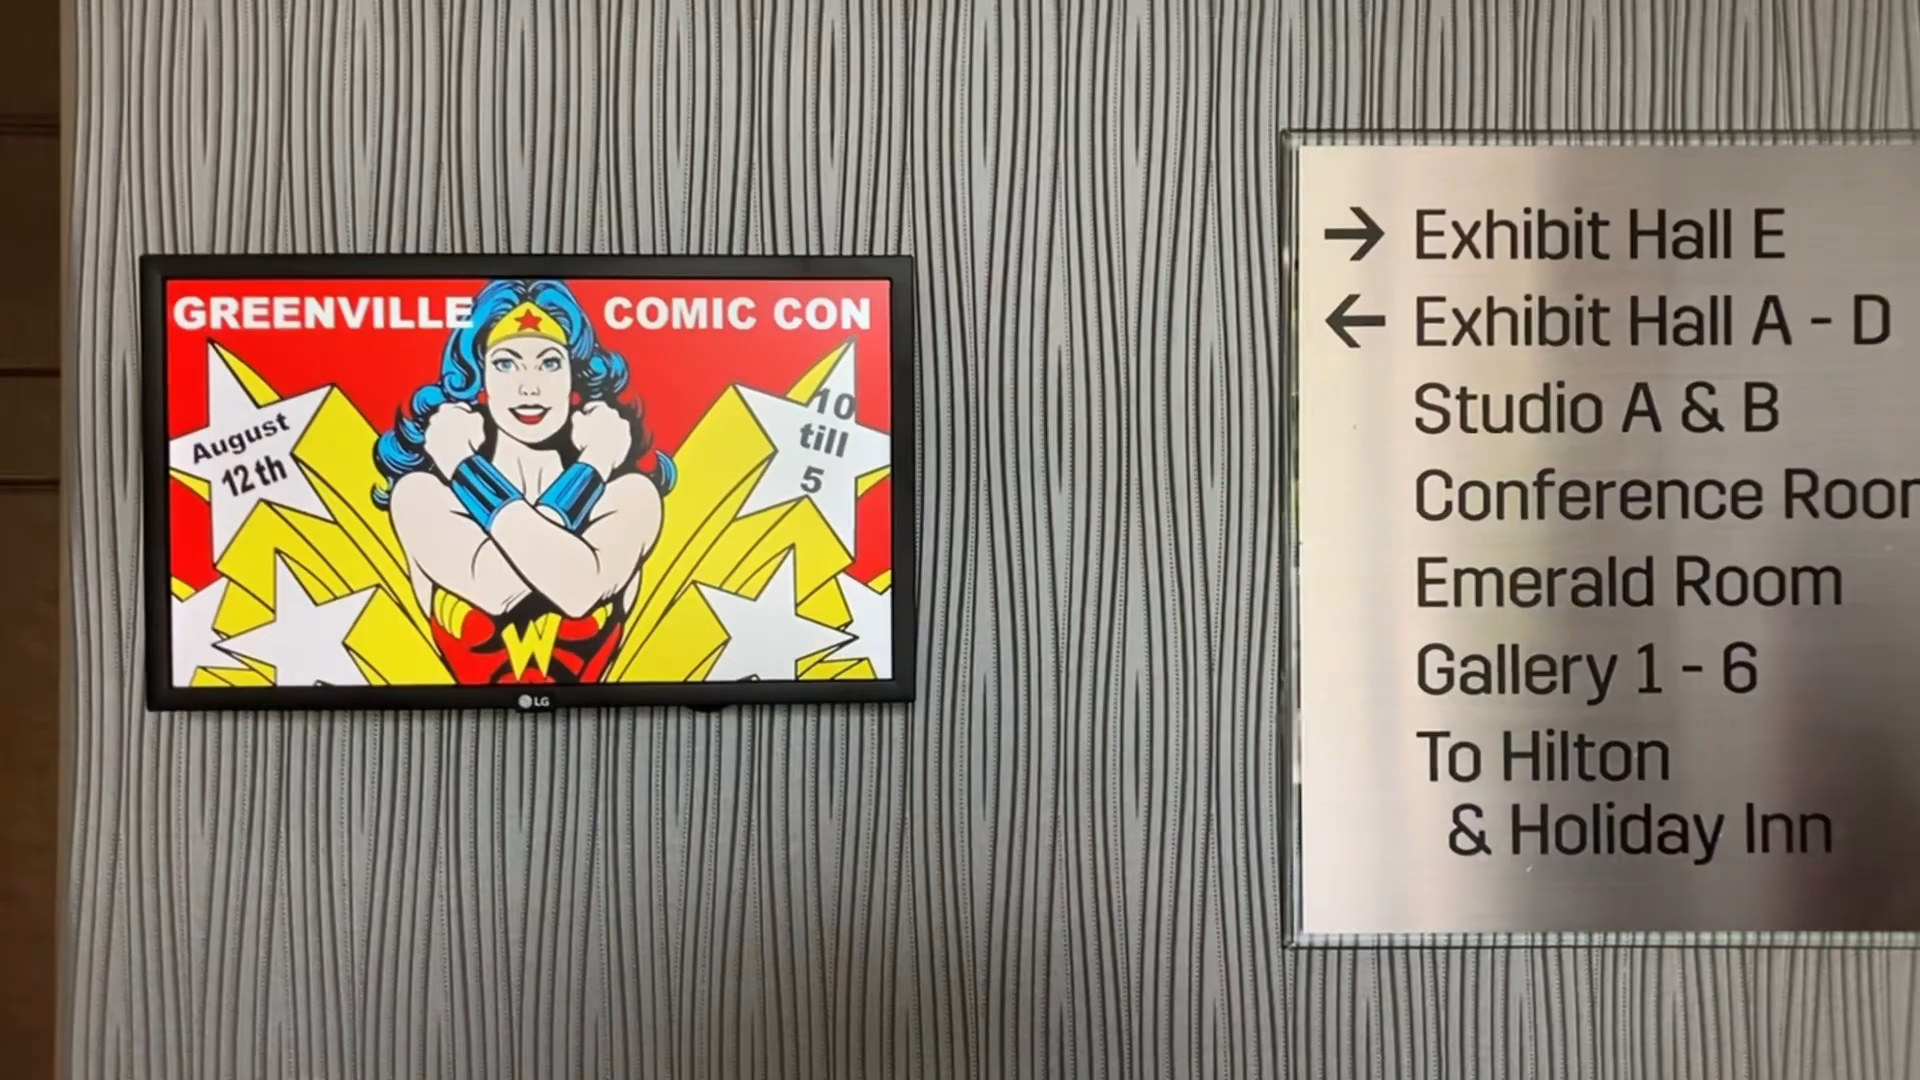 GREENVILLE COMIC CON
August
12th
10
till
5
W
LG
→ Exhibit Hall E
← Exhibit Hall A - D
Studio A & B
Conference
Emerald Room
Gallery 1 - 6
To Hilton
& Holiday Inn